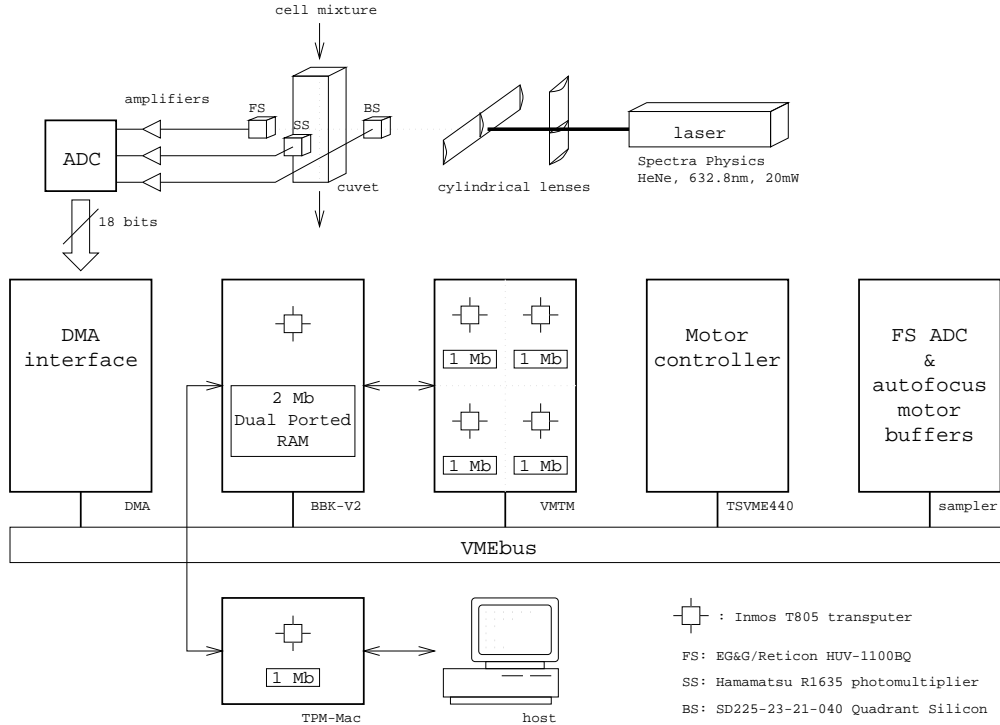 cell mixture
amplifiers
FS
SS
BS
ADC
laser
Spectra Physics
HeNe, 632.8nm, 20mW
cuvet
cylindrical lenses
18 bits
DMA
interface
2 Mb
Dual Ported
RAM
1 Mb
1 Mb
1 Mb
1 Mb
Motor
controller
FS ADC
&
autofocus
motor
buffers
DMA
BBK-V2
VMTM
TSVME440
sampler
VMEbus
1 Mb
TPM-Mac
host
: Inmos T805 transputer
FS: EG&G/Reticon HUV-1100BQ
SS: Hamamatsu R1635 photomultiplier
BS: SD225-23-21-040 Quadrant Silicon